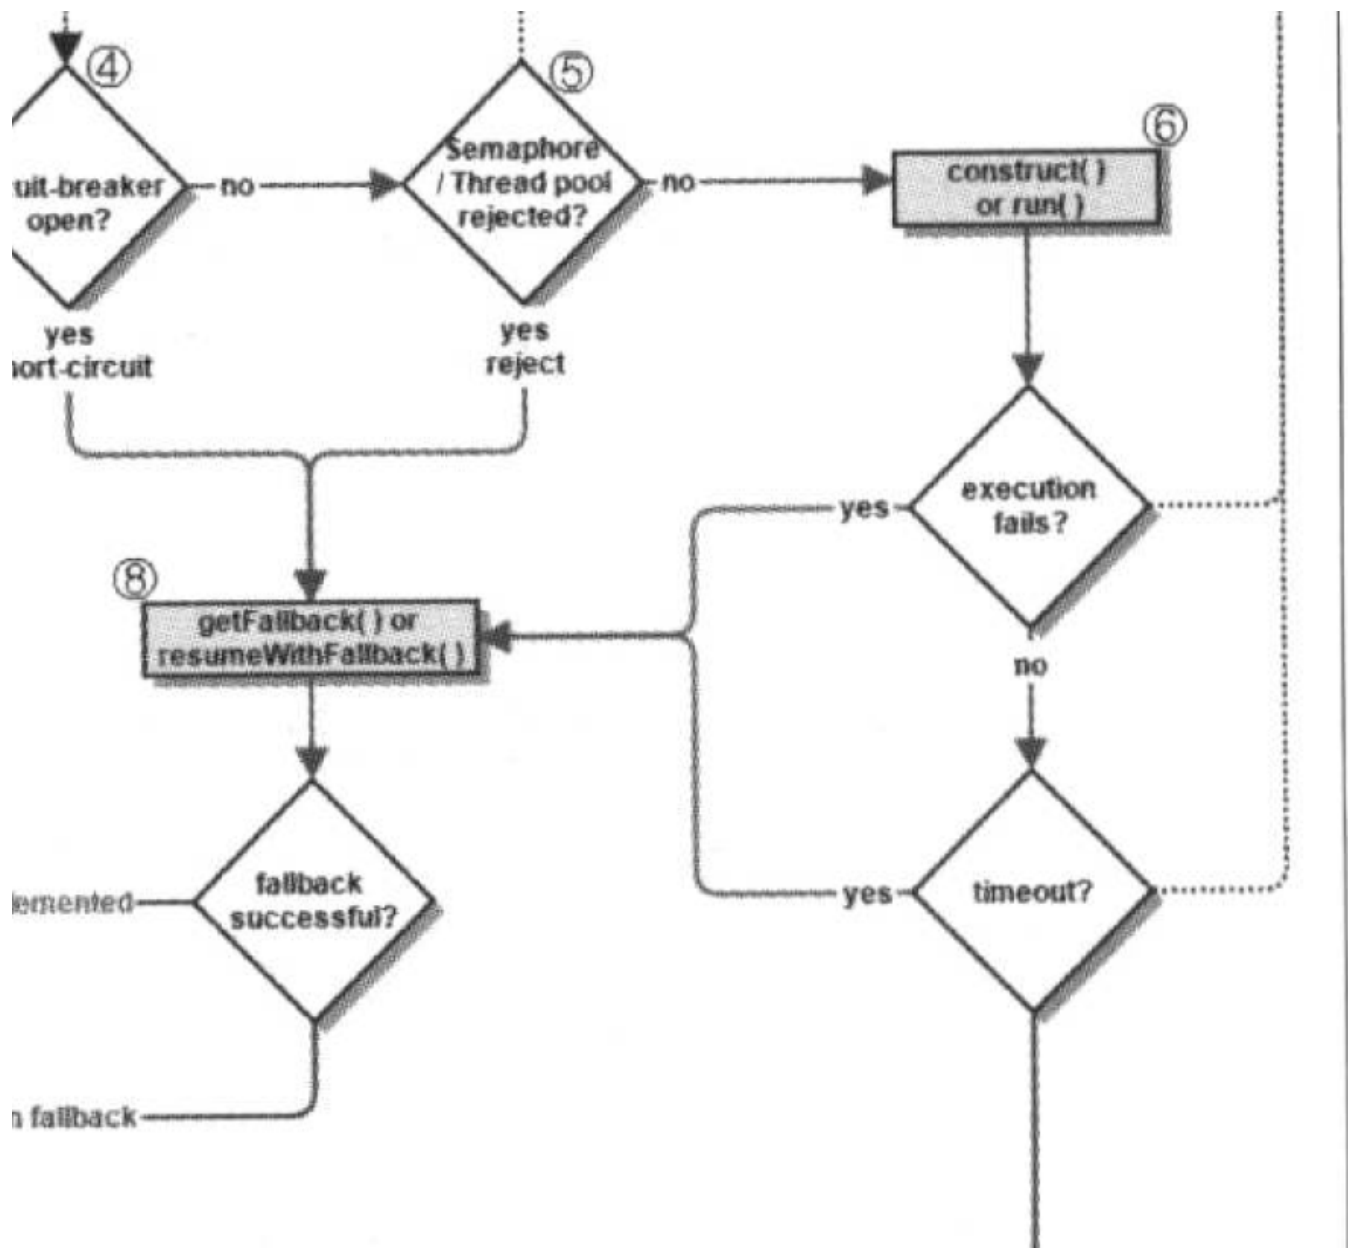 ④
⑤
⑥
uit-breaker
open?
no
Semaphore
/ Thread pool
rejected?
no
construct( )
or run( )
yes
ort-circuit
yes
reject
yes
execution
fails?
⑧
getFallback( ) or
resumeWithFallback( )
no
fallback
successful?
emented
yes
timeout?
n fallback